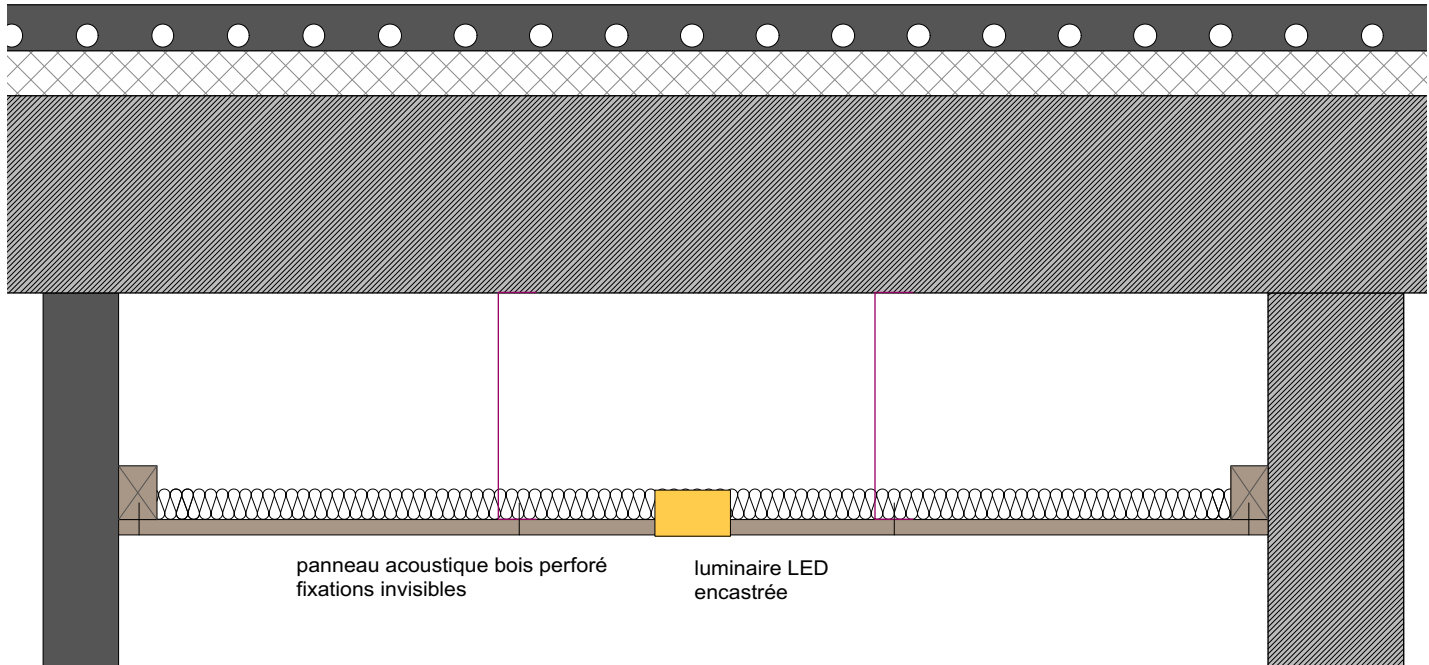 panneau acoustique bois perforé
fixations invisibles
luminaire LED
encastrée